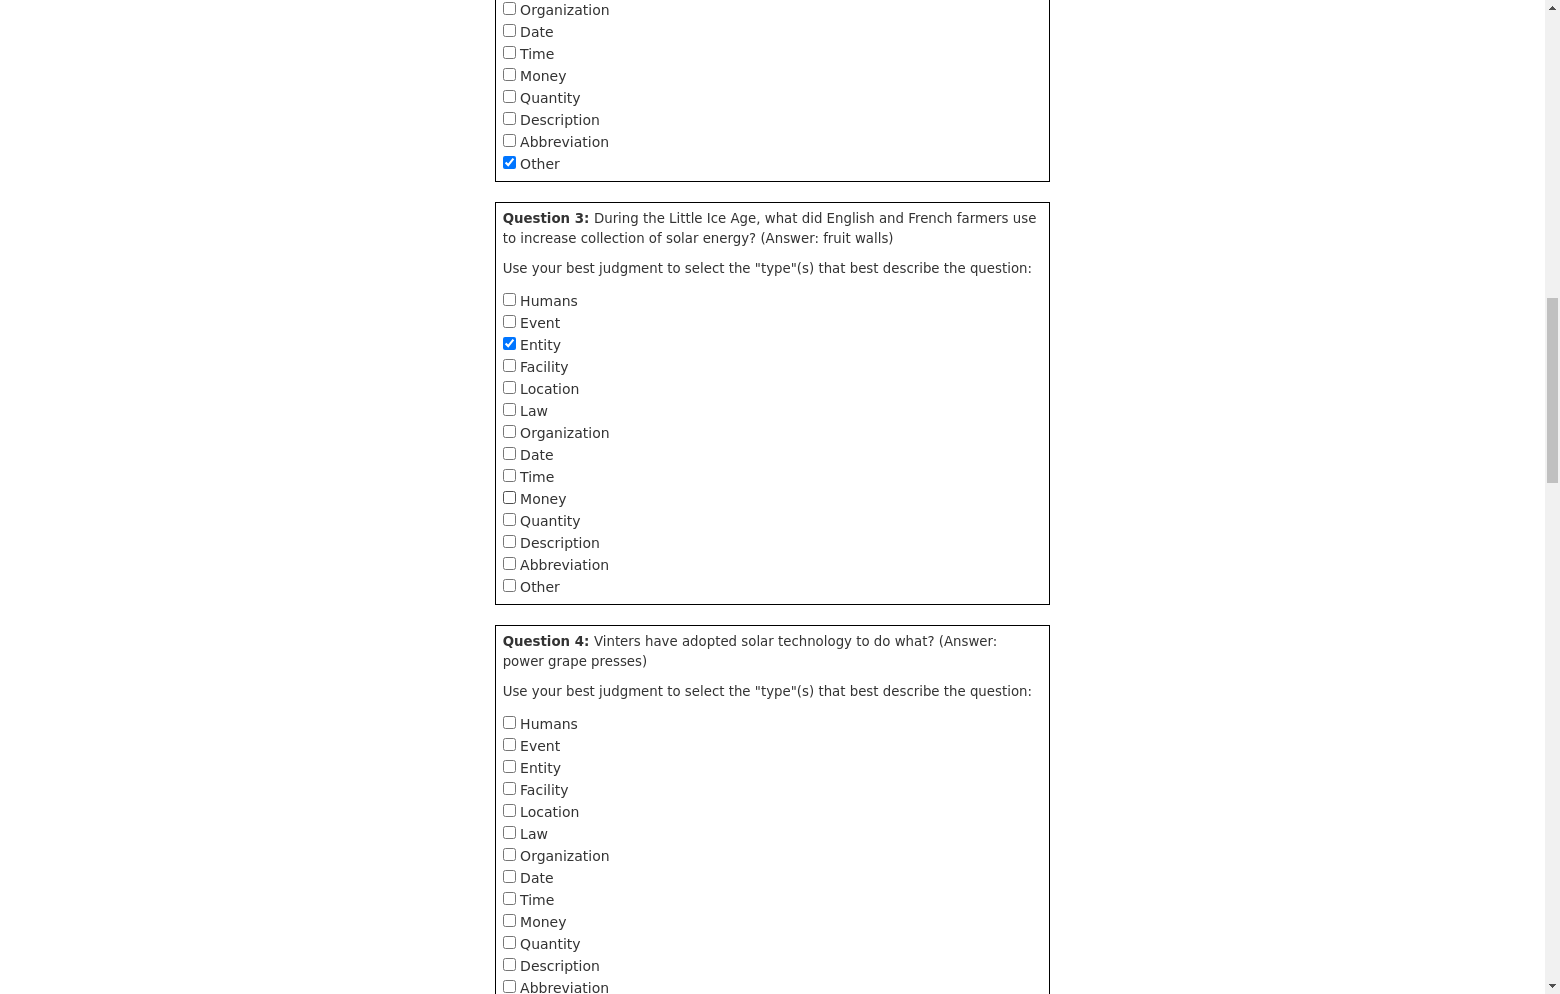 Organization
Date
Time
Money
Quantity
Description
Abbreviation
Other
Question 3: During the Little Ice Age, what did English and French farmers use
to increase collection of solar energy? (Answer: fruit walls)
Use your best judgment to select the "type"(s) that best describe the question:
Humans
Event
Entity
Facility
Location
Law
Organization
Date
Time
Money
Quantity
Description
Abbreviation
Other
Question 4: Vinters have adopted solar technology to do what? (Answer:
power grape presses)
Use your best judgment to select the "type"(s) that best describe the question:
Humans
Event
Entity
Facility
Location
Law
Organization
Date
Time
Money
Quantity
Description
Abbreviation